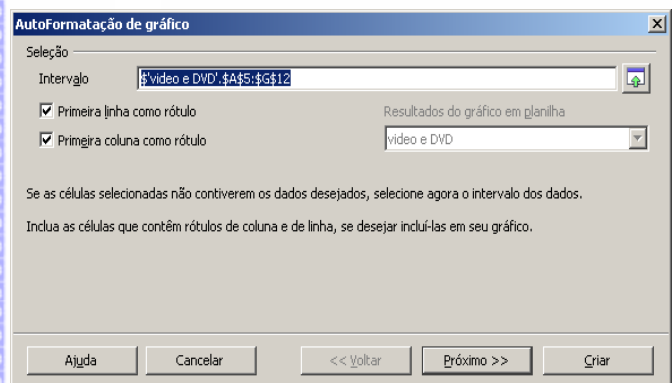 AutoFormatação de gráfico
Seleção
Intervalo
$'video e DVD'.$A$5:$G$12
Primeira linha como rótulo
Resultados do gráfico em planilha
Primeira coluna como rótulo
video e DVD
Se as células selecionadas não contiverem os dados desejados, selecione agora o intervalo dos dados.
Inclua as células que contêm rótulos de coluna e de linha, se desejar incluí-las em seu gráfico.
Ajuda
Cancelar
<< Voltar
Próximo >>
Criar